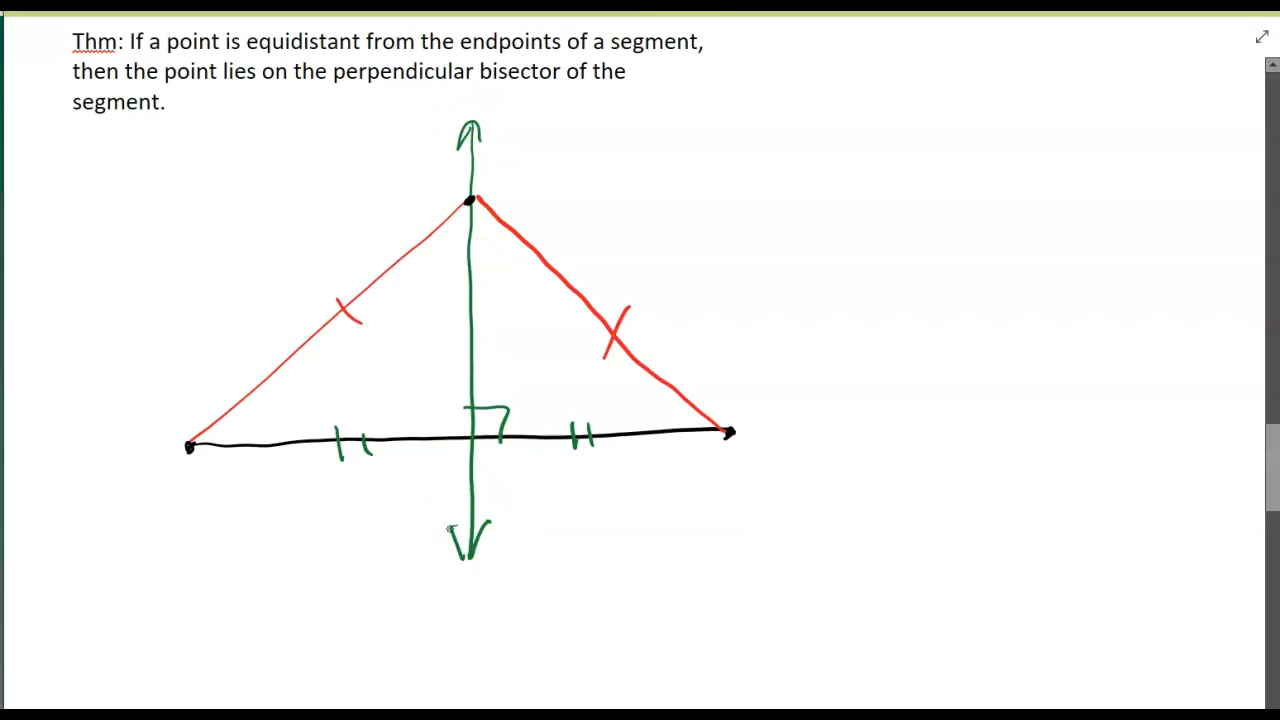 Thm: If a point is equidistant from the endpoints of a segment,
then the point lies on the perpendicular bisector of the
segment.